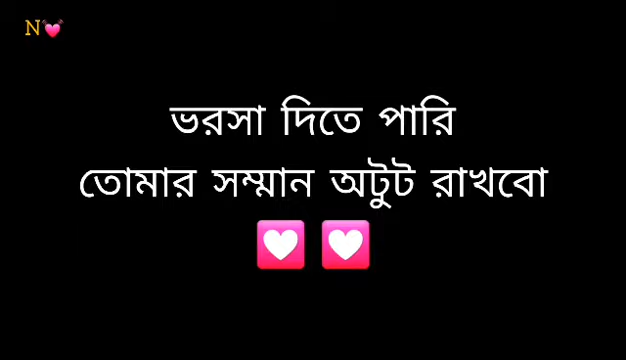 N💓
ভরসা দিতে পারি
তোমার সম্মান অটুট রাখবো
💟 💟